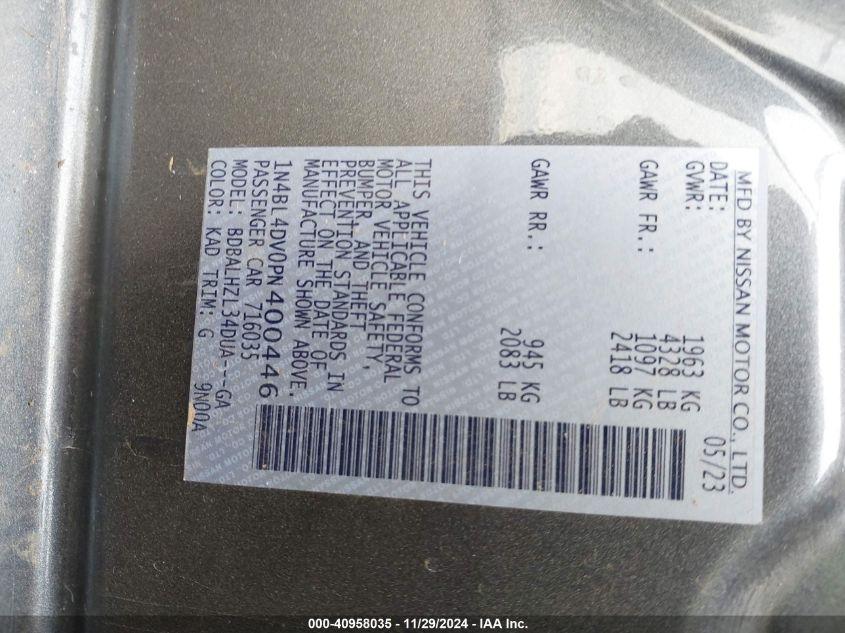 MFD BY NISSAN MOTOR CO., LTD.
DATE: 05/23
GVWR: 1963 KG
4328 LB
GAWR FR.: 1097 KG
2418 LB
GAWR RR.: 945 KG
2083 LB
THIS VEHICLE CONFORMS TO
ALL APPLICABLE FEDERAL
MOTOR VEHICLE SAFETY,
BUMPER, AND THEFT
PREVENTION STANDARDS IN
EFFECT ON THE DATE OF
MANUFACTURE SHOWN ABOVE.
1N4BL4DV0PN400446
PASSENGER CAR 716035
MODEL: BDBALHZL34DUA---GA
COLOR: KAD TRIM: G 9N00A
000-40958035 - 11/29/2024 - IAA Inc.